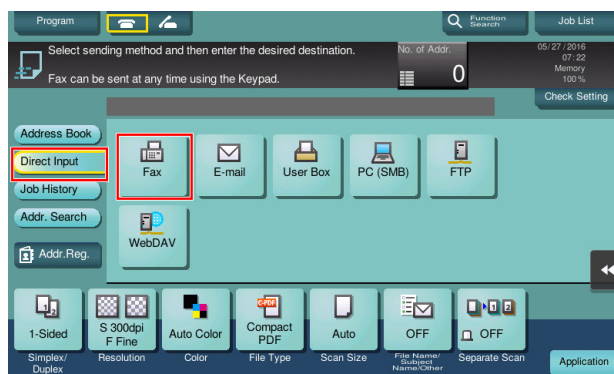 Program
Function
Search
Job List
Select sending method and then enter the desired destination.
Fax can be sent at any time using the Keypad.
No. of Addr.
0
05/27/2016
07:22
Memory
100 %
Check Setting
Address Book
Direct Input
Job History
Addr. Search
Addr.Reg.
Fax
E-mail
User Box
PC (SMB)
FTP
WebDAV
1-Sided
S 300dpi
F Fine
Auto Color
C-PDF
Compact
PDF
Auto
OFF
OFF
Simplex/
Duplex
Resolution
Color
File Type
Scan Size
File Name/
Subject
Name/Other
Separate Scan
Application